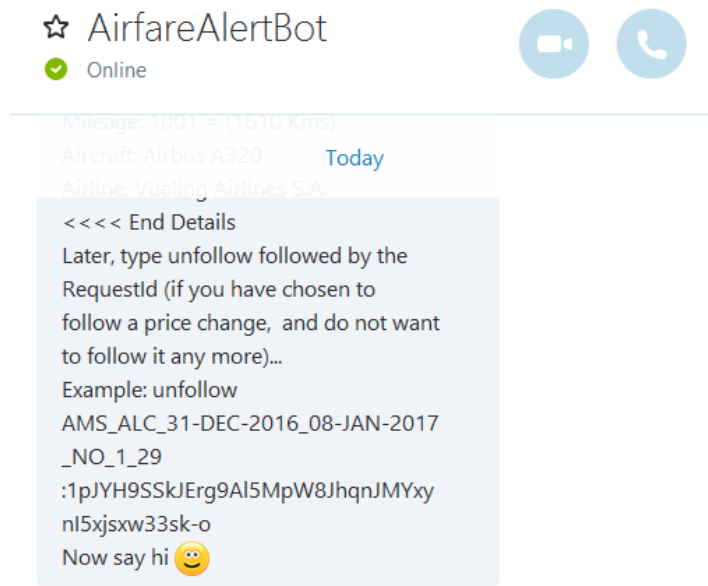 AirfareAlertBot
Online
Mileage: 1001 = (1610 Kms)
Aircraft: Airbus A320
Today
Airline: Vueling Airlines S.A.
<<<< End Details
Later, type unfollow followed by the
RequestId (if you have chosen to
follow a price change,  and do not want
to follow it any more)...
Example: unfollow
AMS_ALC_31-DEC-2016_08-JAN-2017
_NO_1_29
:1pJYH9SSkJErg9Al5MpW8JhqnJMYxy
nI5xjsxw33sk-o
Now say hi